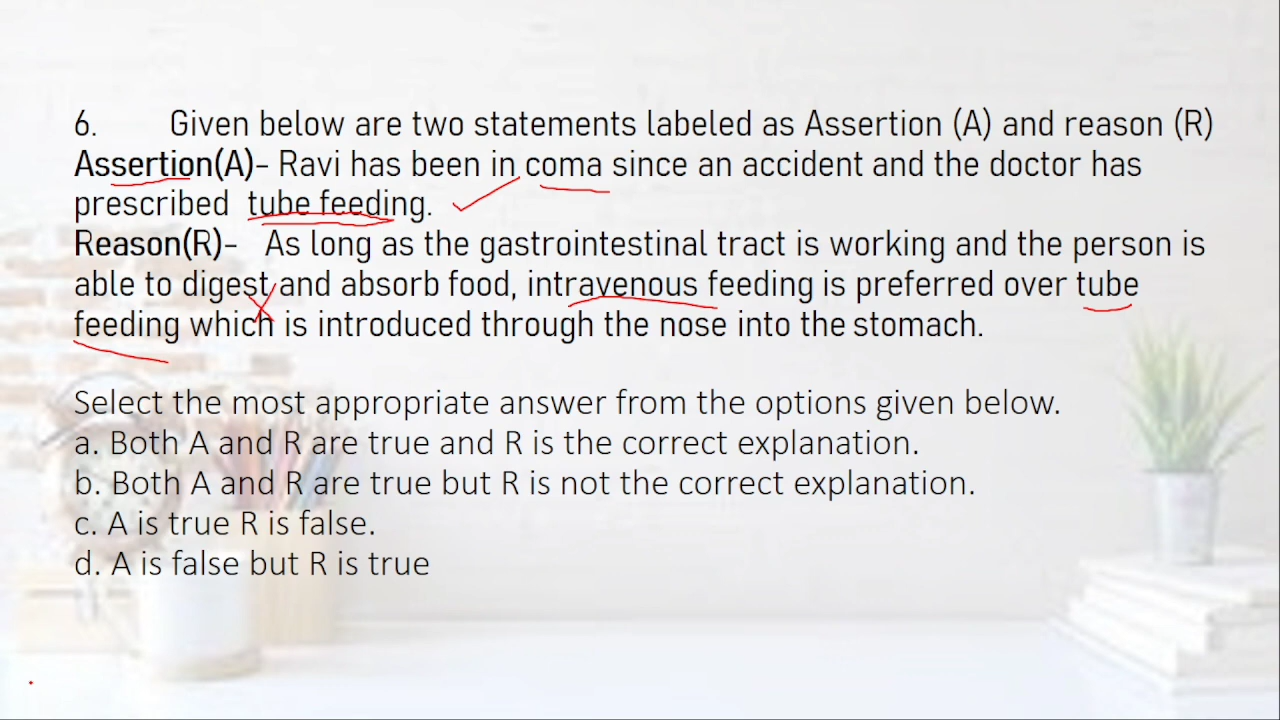 6. Given below are two statements labeled as Assertion (A) and reason (R)
Assertion(A)- Ravi has been in coma since an accident and the doctor has
prescribed tube feeding.
Reason(R)- As long as the gastrointestinal tract is working and the person is
able to digest and absorb food, intravenous feeding is preferred over tube
feeding which is introduced through the nose into the stomach.
Select the most appropriate answer from the options given below.
a. Both A and R are true and R is the correct explanation.
b. Both A and R are true but R is not the correct explanation.
c. A is true R is false.
d. A is false but R is true